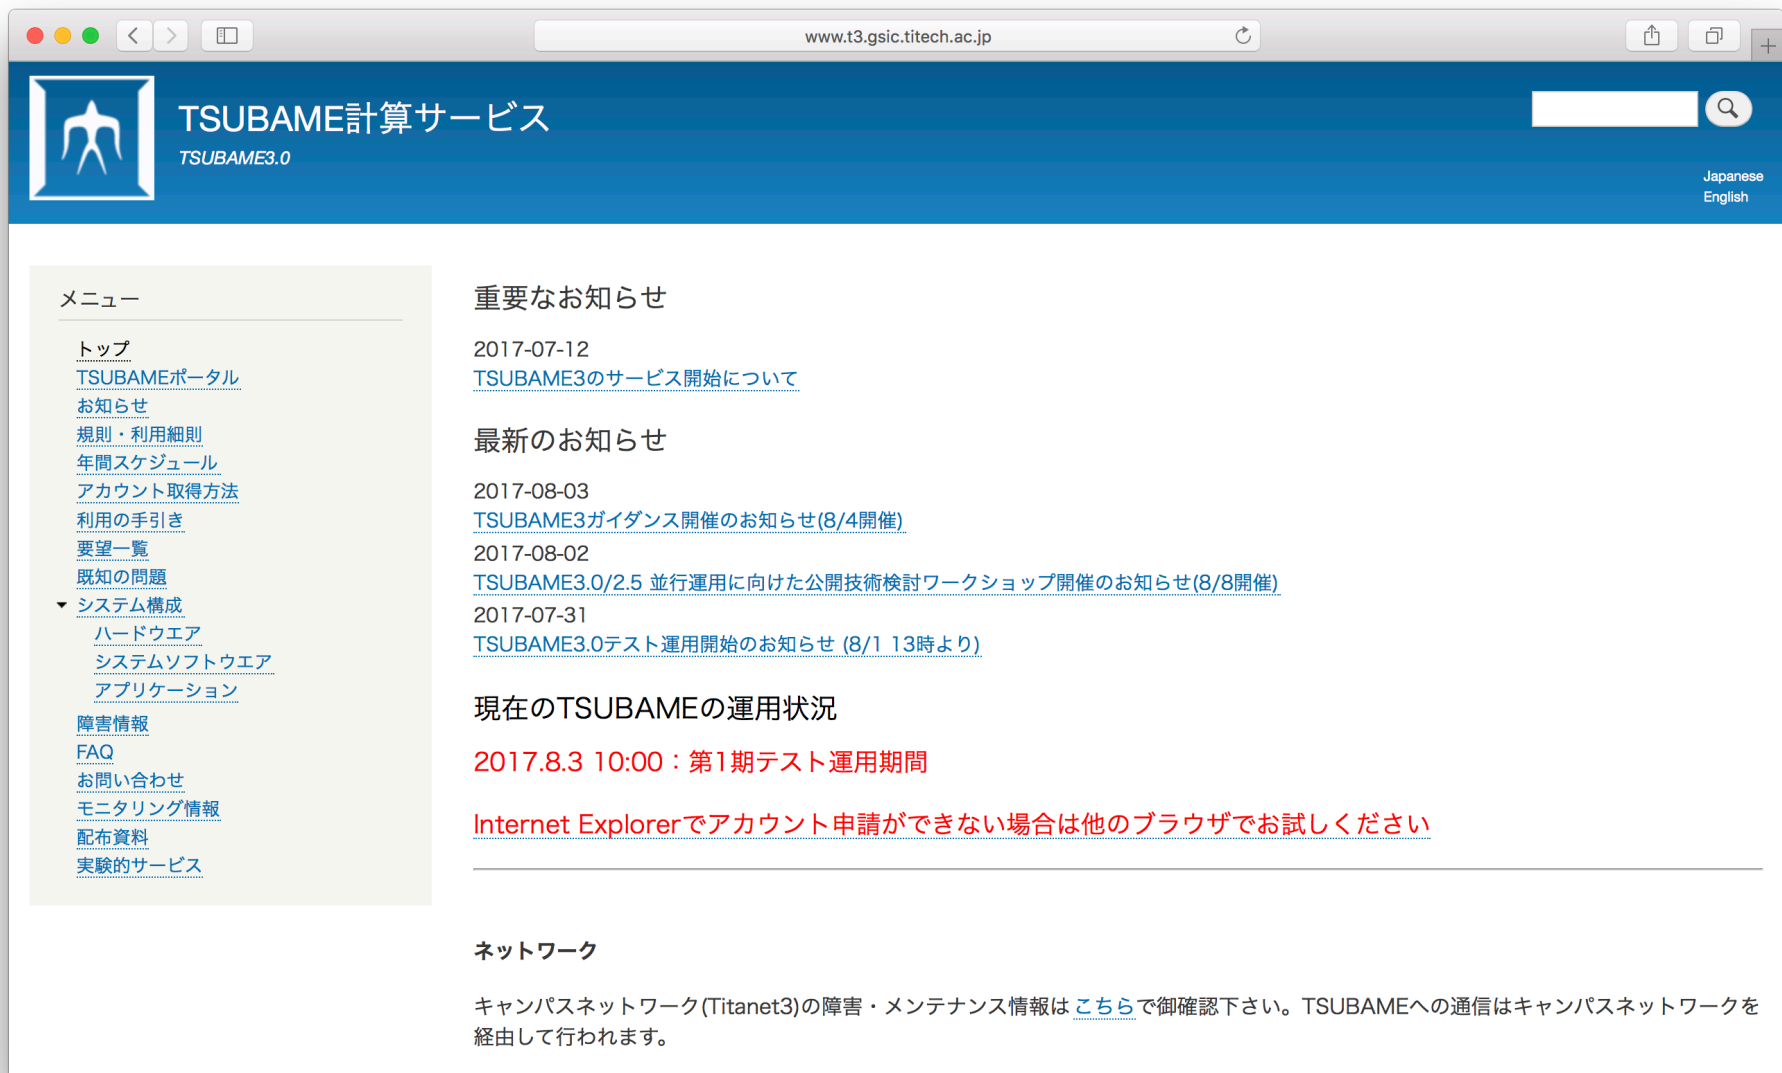 www.t3.gsic.titech.ac.jp
TSUBAME計算サービス
TSUBAME3.0
Japanese
English
メニュー
トップ
TSUBAMEポータル
お知らせ
規則・利用細則
年間スケジュール
アカウント取得方法
利用の手引き
要望一覧
既知の問題
システム構成
ハードウエア
システムソフトウエア
アプリケーション
障害情報
FAQ
お問い合わせ
モニタリング情報
配布資料
実験的サービス
重要なお知らせ
2017-07-12
TSUBAME3のサービス開始について
最新のお知らせ
2017-08-03
TSUBAME3ガイダンス開催のお知らせ(8/4開催)
2017-08-02
TSUBAME3.0/2.5 並行運用に向けた公開技術検討ワークショップ開催のお知らせ(8/8開催)
2017-07-31
TSUBAME3.0テスト運用開始のお知らせ (8/1 13時より)
現在のTSUBAMEの運用状況
2017.8.3 10:00：第1期テスト運用期間
Internet Explorerでアカウント申請ができない場合は他のブラウザでお試しください
ネットワーク
キャンパスネットワーク(Titanet3)の障害・メンテナンス情報は こちらで御確認下さい。TSUBAMEへの通信はキャンパスネットワークを
経由して行われます。